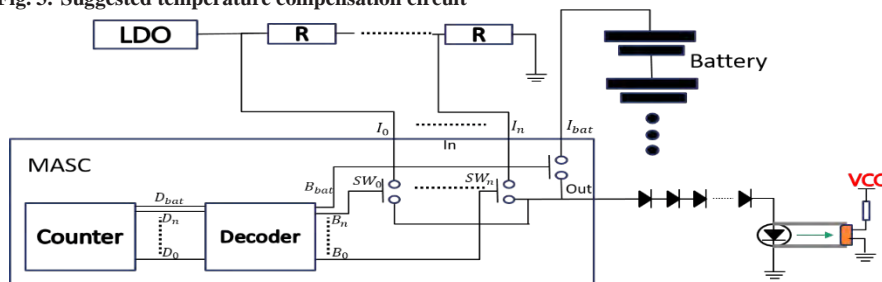 Fig. 3. Suggested temperature compensation circuit
LDO
R
R
Battery
I0
In
Ibat
In
MASC
Bbat
SW0
SWn
Out
VCC
Dbat
Dn
Bn
Counter
Decoder
D0
B0